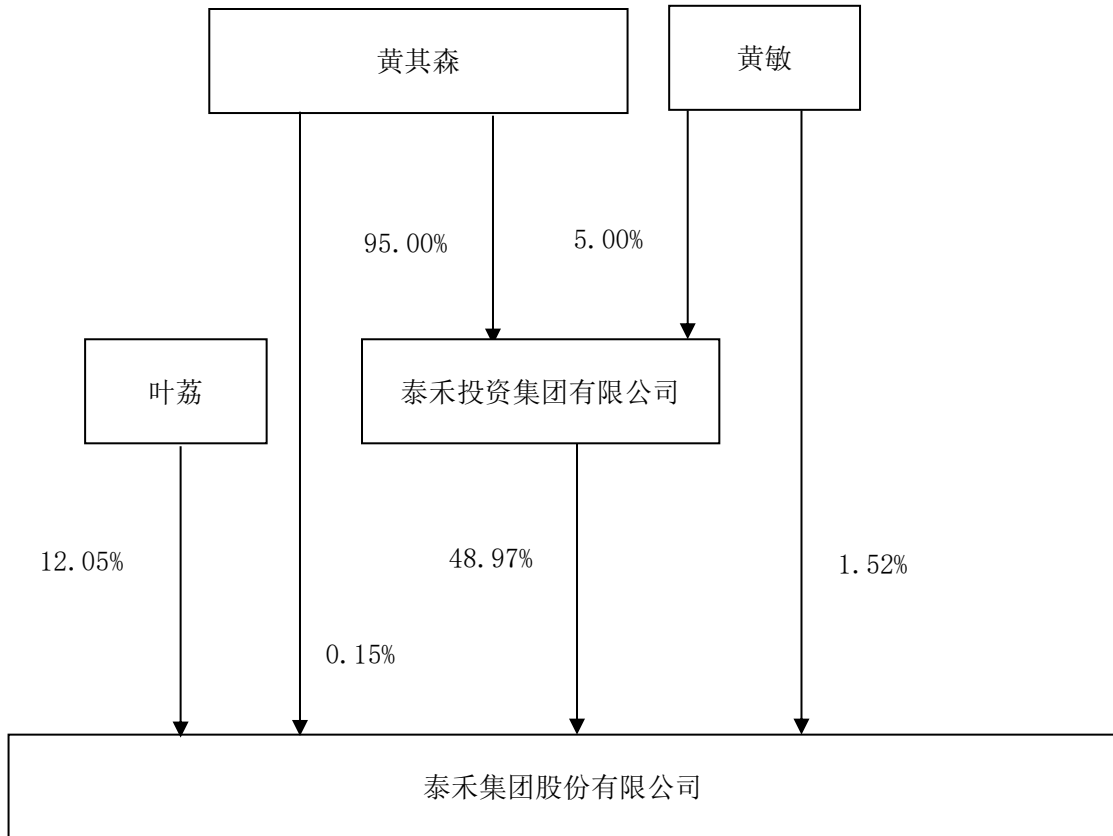 黄其森
黄敏
95.00%
5.00%
叶荔
泰禾投资集团有限公司
12.05%
48.97%
1.52%
0.15%
泰禾集团股份有限公司